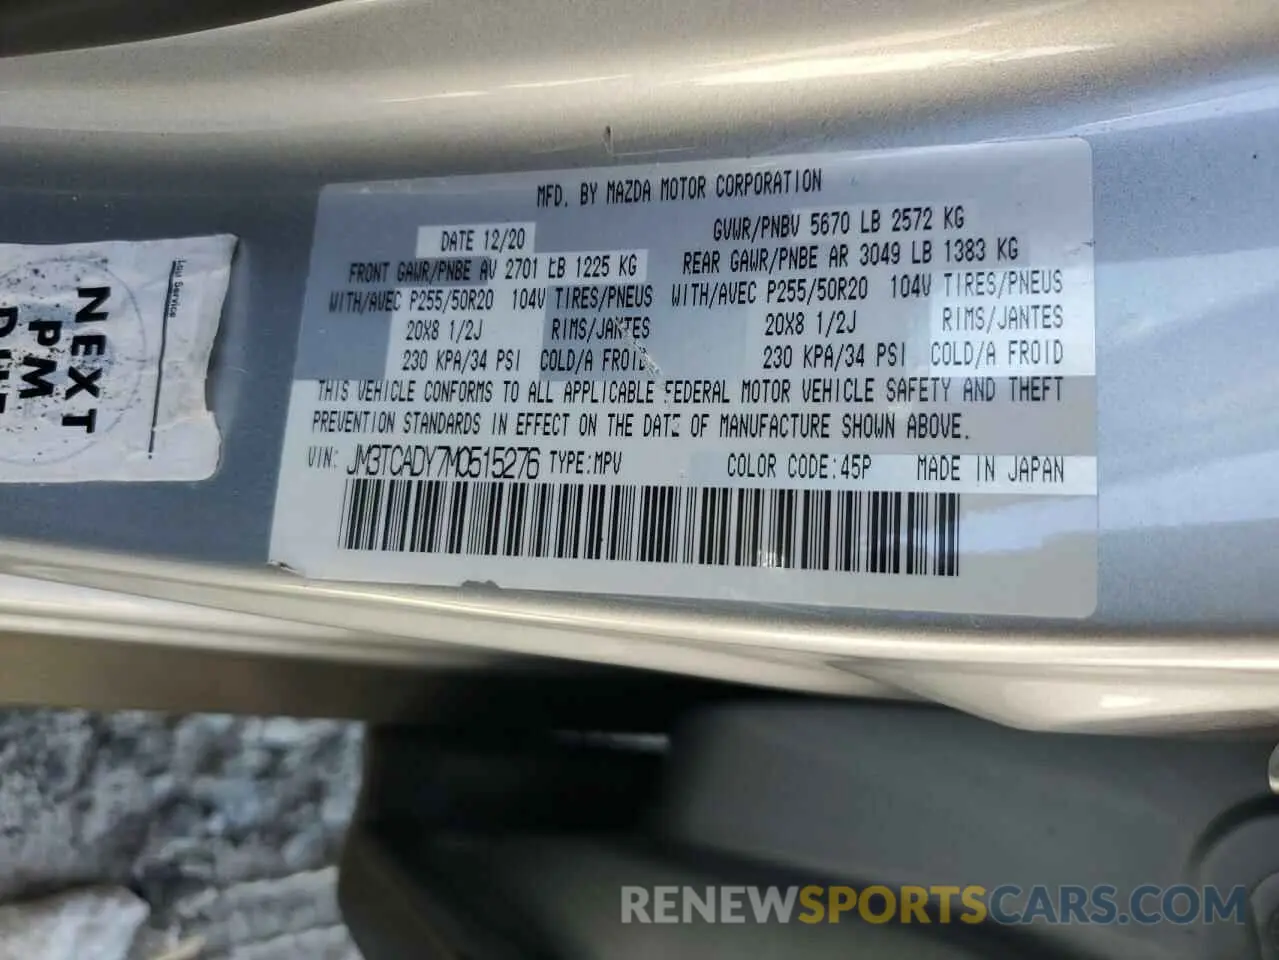 MFD. BY MAZDA MOTOR CORPORATION
DATE 12/20 GVWR/PNBV 5670 LB 2572 KG
FRONT GAWR/PNBE AV 2701 LB 1225 KG REAR GAWR/PNBE AR 3049 LB 1383 KG
WITH/AVEC P255/50R20 104V TIRES/PNEUS WITH/AVEC P255/50R20 104V TIRES/PNEUS
20X8 1/2J RIMS/JANTES 20X8 1/2J RIMS/JANTES
230 KPA/34 PSI COLD/A FROID 230 KPA/34 PSI COLD/A FROID
THIS VEHICLE CONFORMS TO ALL APPLICABLE FEDERAL MOTOR VEHICLE SAFETY AND THEFT
PREVENTION STANDARDS IN EFFECT ON THE DATE OF MANUFACTURE SHOWN ABOVE.
VIN: JM3TCADY7M0515276 TYPE:MPV COLOR CODE:45P MADE IN JAPAN
NEXT
PM
Last Service
RENEWSPORTSCARS.COM